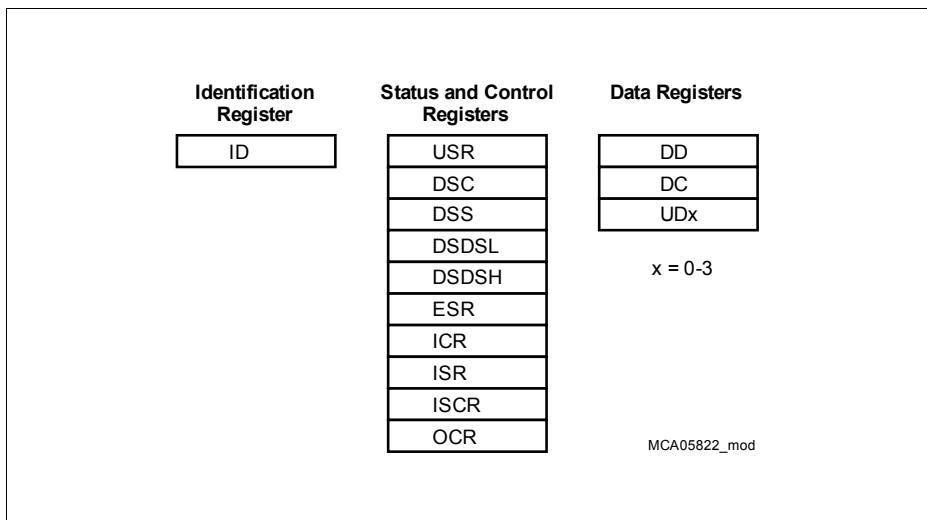 Identification
Register
ID
Status and Control
Registers
USR
DSC
DSS
DSDSL
DSDSH
ESR
ICR
ISR
ISCR
OCR
Data Registers
DD
DC
UDx
x = 0-3
MCA05822_mod